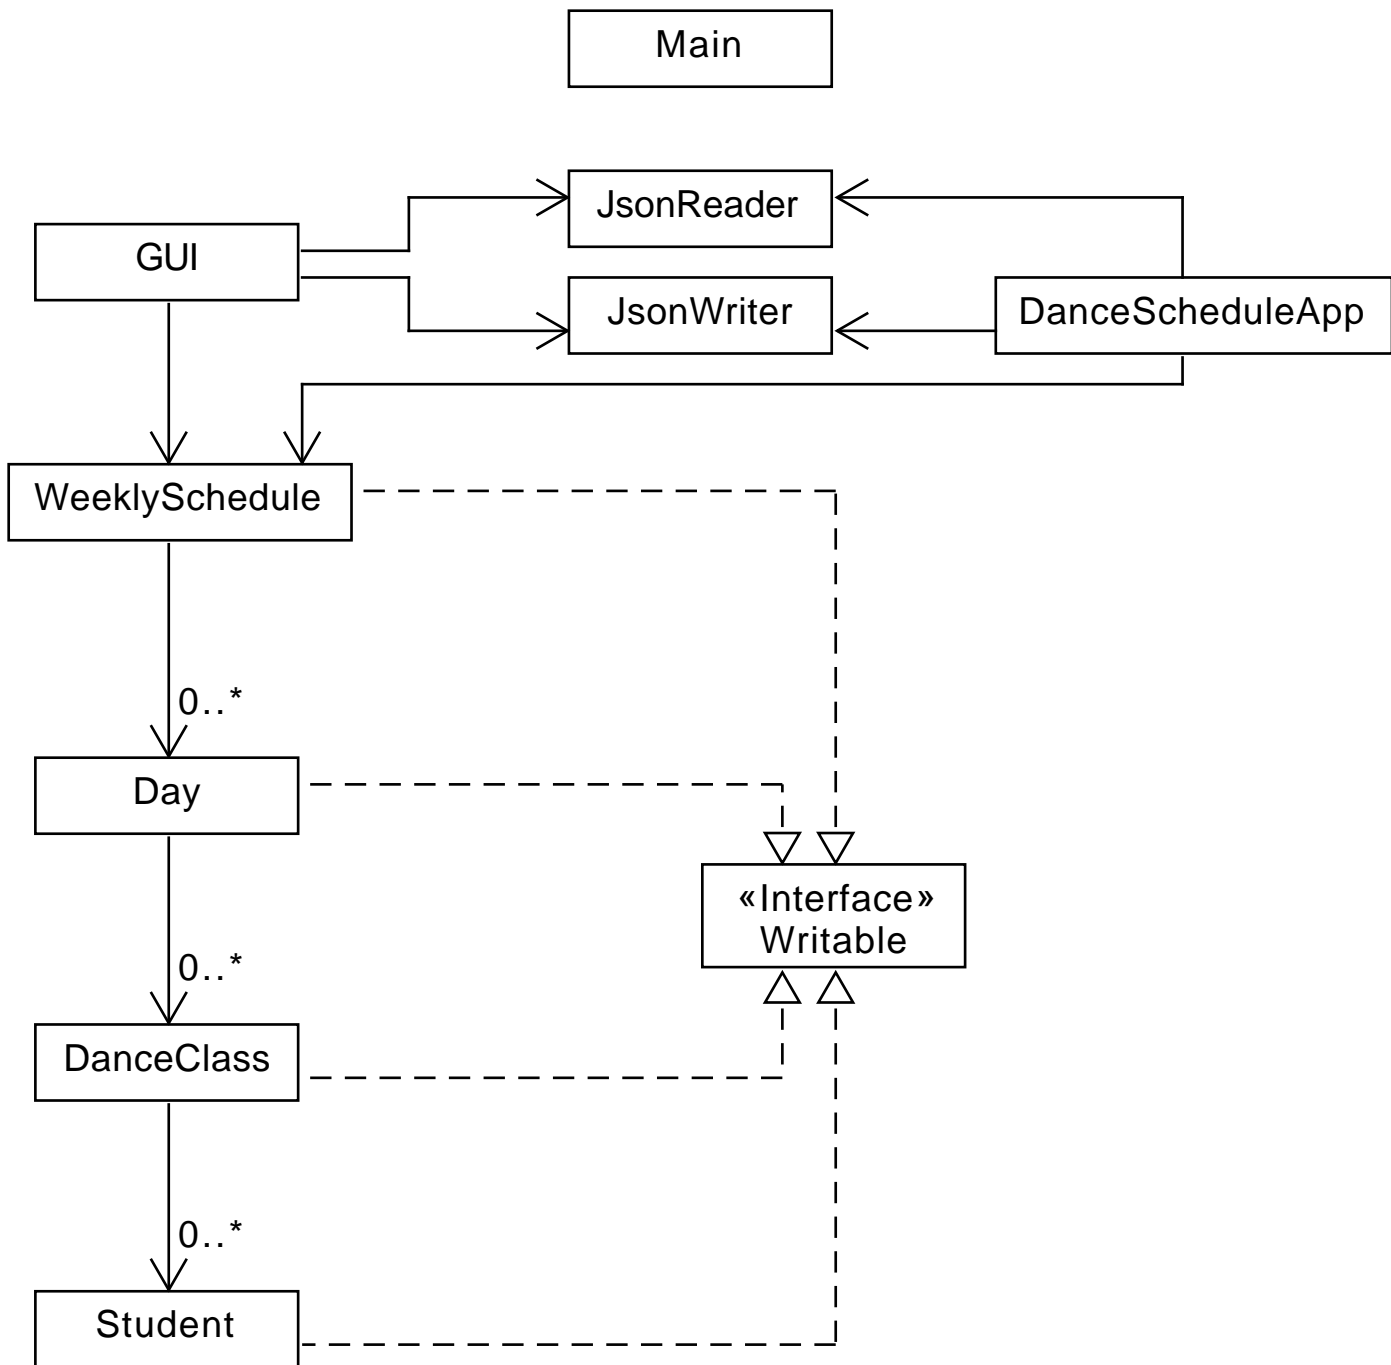 Main
JsonReader
GUI
JsonWriter
DanceScheduleApp
WeeklySchedule
0..*
Day
«Interface»
Writable
0..*
DanceClass
0..*
Student